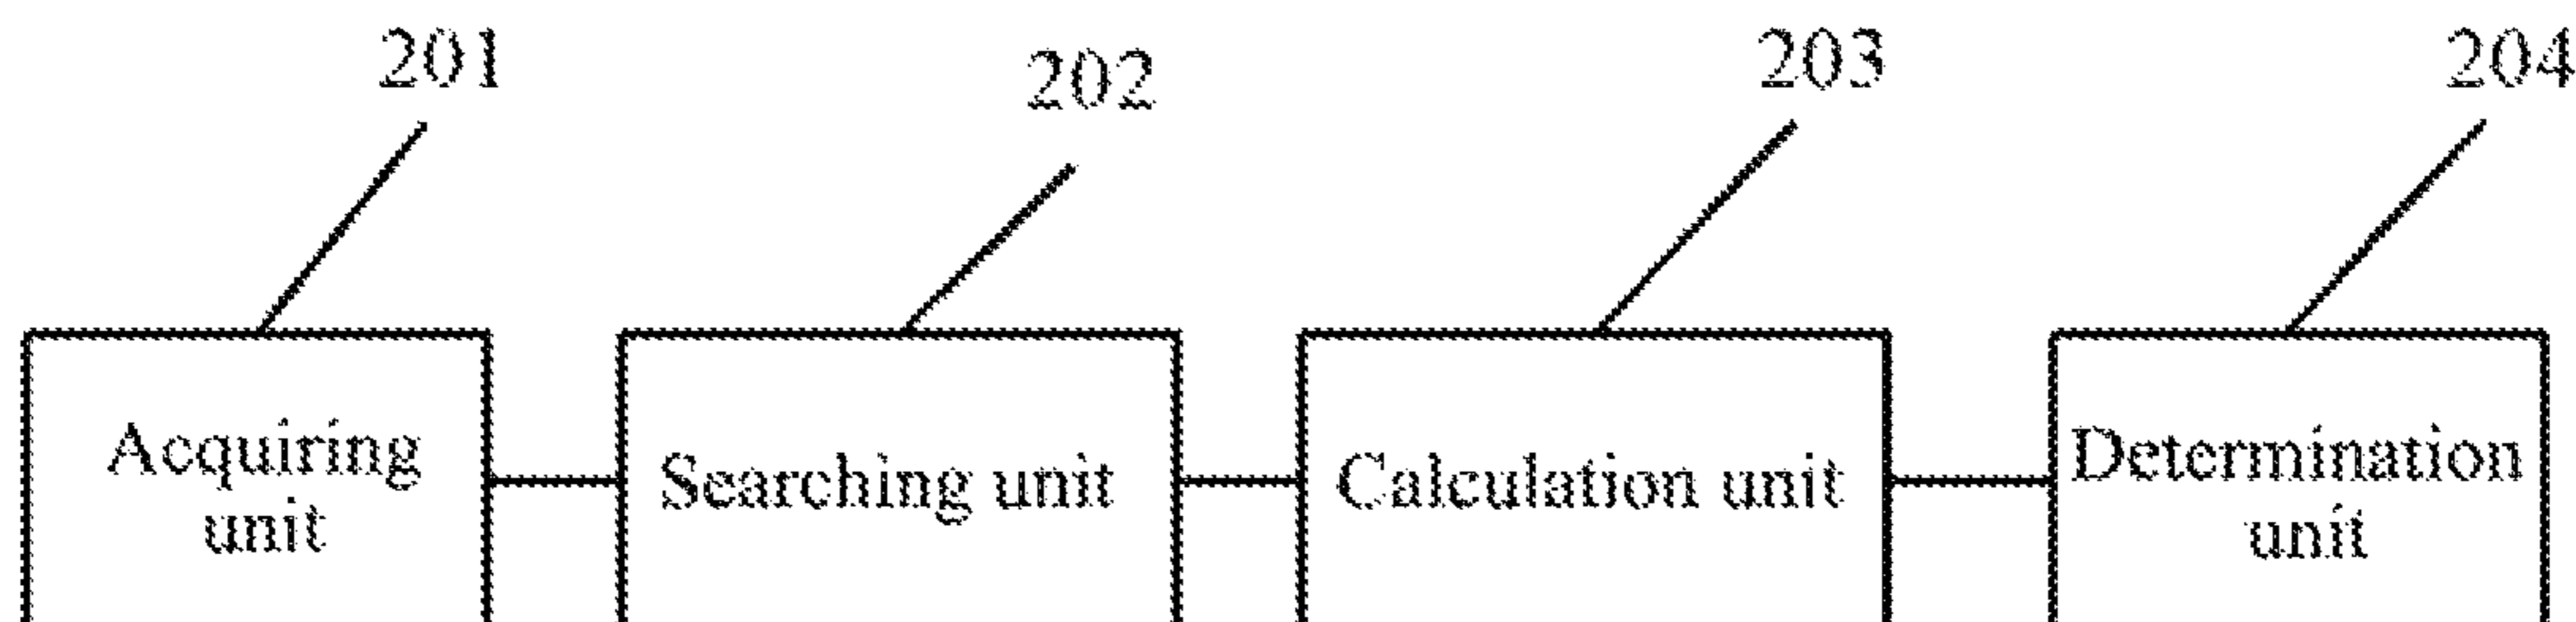 201
202
203
204
Acquiring
unit
Searching unit
Calculation unit
Determination
unit